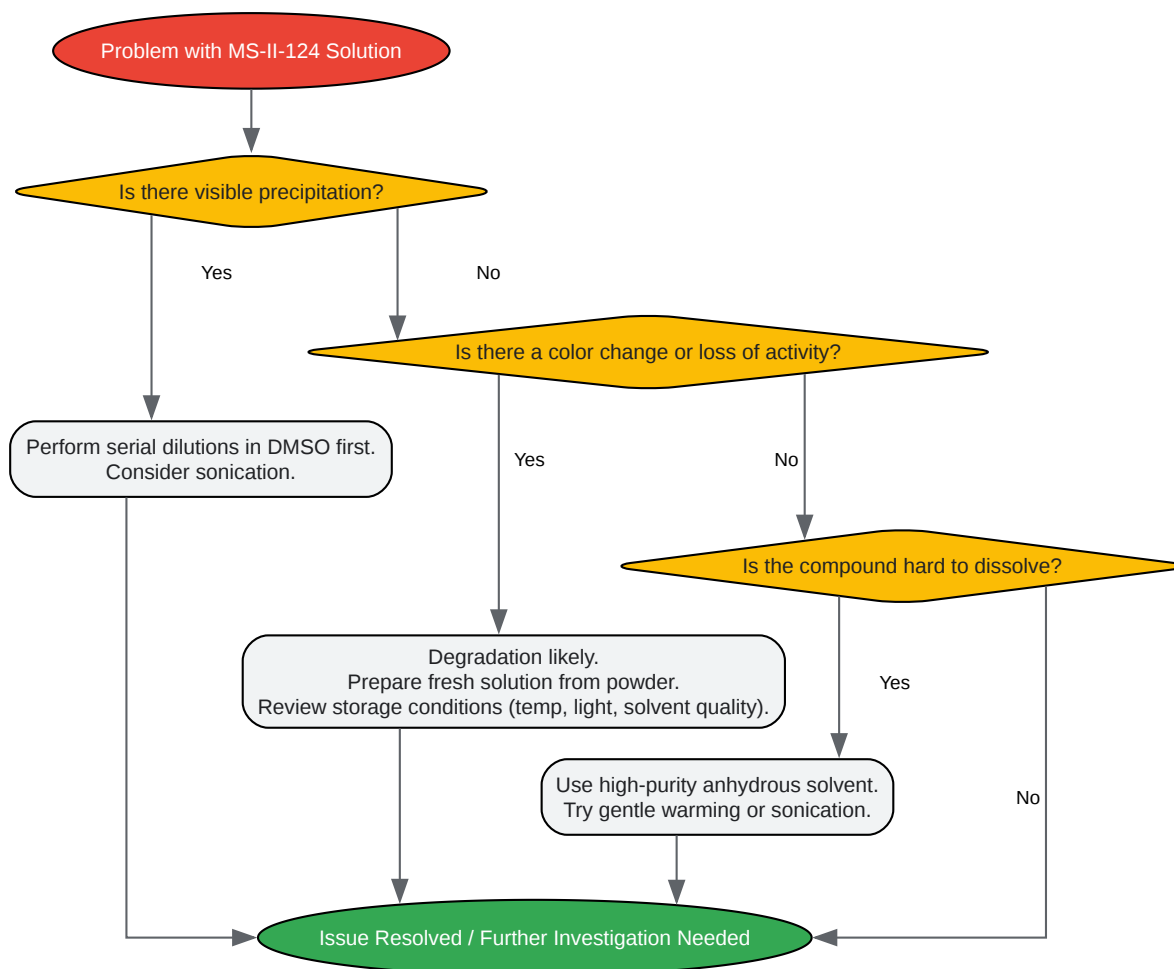 Problem with MS-II-124 Solution
Is there visible precipitation?
Yes
No
Is there a color change or loss of activity?
Perform serial dilutions in DMSO first.
Consider sonication.
Yes
No
Is the compound hard to dissolve?
Degradation likely.
Prepare fresh solution from powder.
Review storage conditions (temp, light, solvent quality).
Yes
Use high-purity anhydrous solvent.
Try gentle warming or sonication.
No
Issue Resolved / Further Investigation Needed